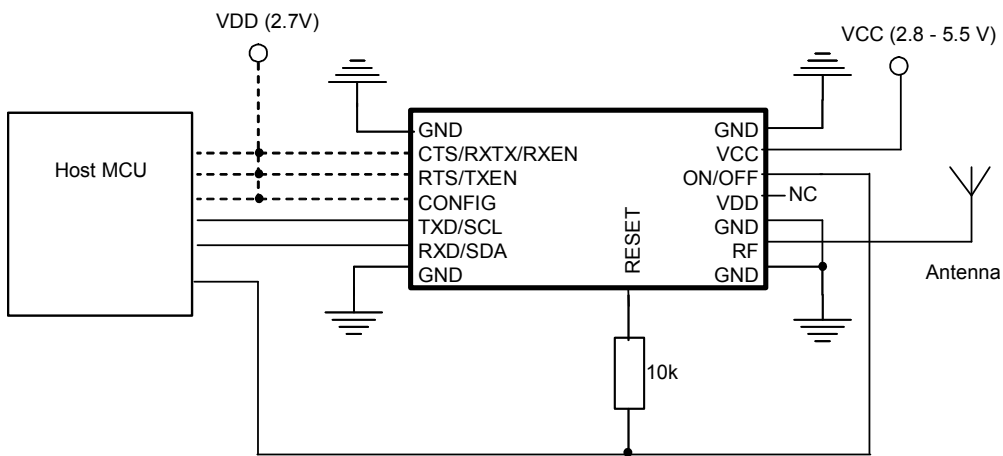 VDD (2.7V)
VCC (2.8 - 5.5 V)
Host MCU
GND
CTS/RXTX/RXEN
RTS/TXEN
CONFIG
TXD/SCL
RXD/SDA
GND
RESET
GND
VCC
ON/OFF
VDD
NC
GND
RF
GND
Antenna
10k